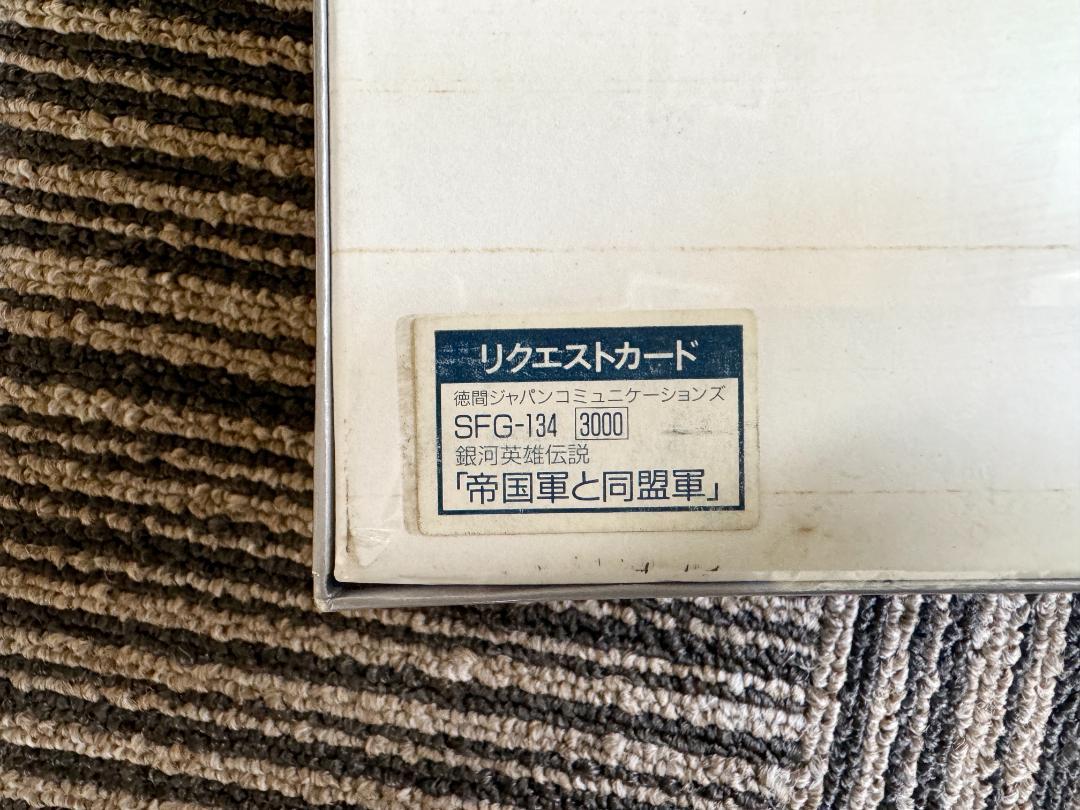 リクエストカード
徳間ジャパンコミュニケーションズ
SFG-134 3000
銀河英雄伝説
「帝国軍と同盟軍」